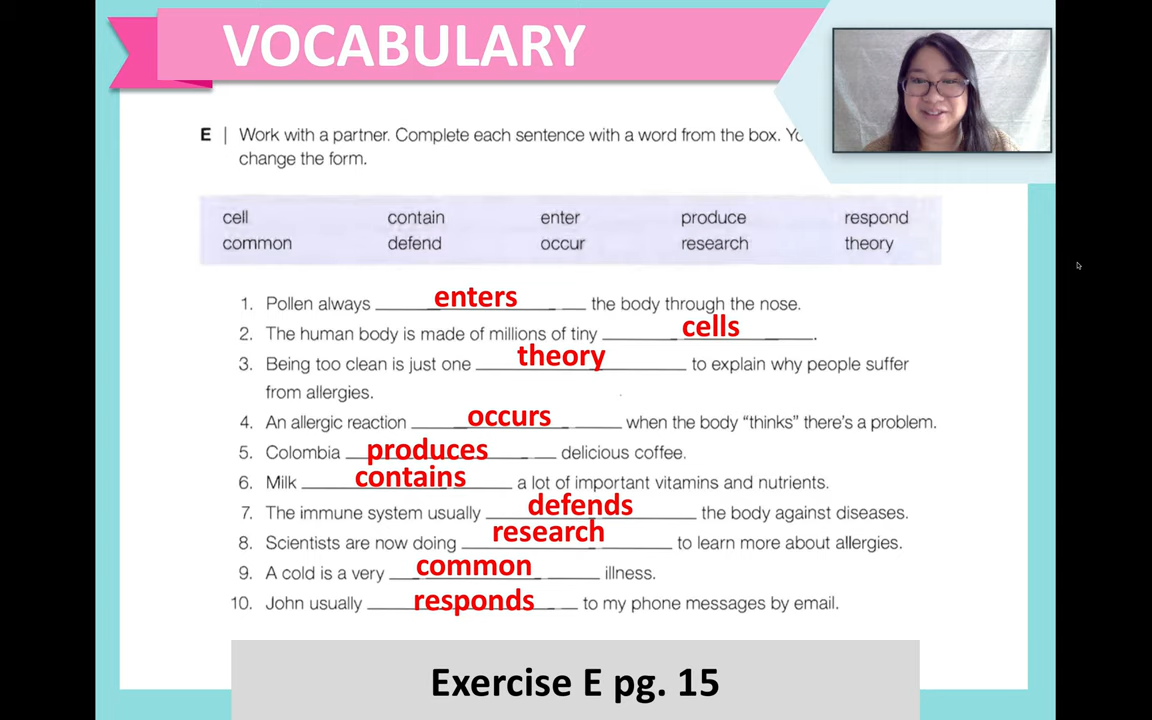 VOCABULARY
E | Work with a partner. Complete each sentence with a word from the box.
change the form.
cell contain enter produce respond
common defend occur research theory
1. Pollen always enters the body through the nose.
2. The human body is made of millions of tiny cells.
3. Being too clean is just one theory to explain why people suffer
from allergies.
4. An allergic reaction occurs when the body “thinks” there’s a problem.
5. Colombia produces delicious coffee.
6. Milk contains a lot of important vitamins and nutrients.
7. The immune system usually defends the body against diseases.
8. Scientists are now doing research to learn more about allergies.
9. A cold is a very common illness.
10. John usually responds to my phone messages by email.
Exercise E pg. 15